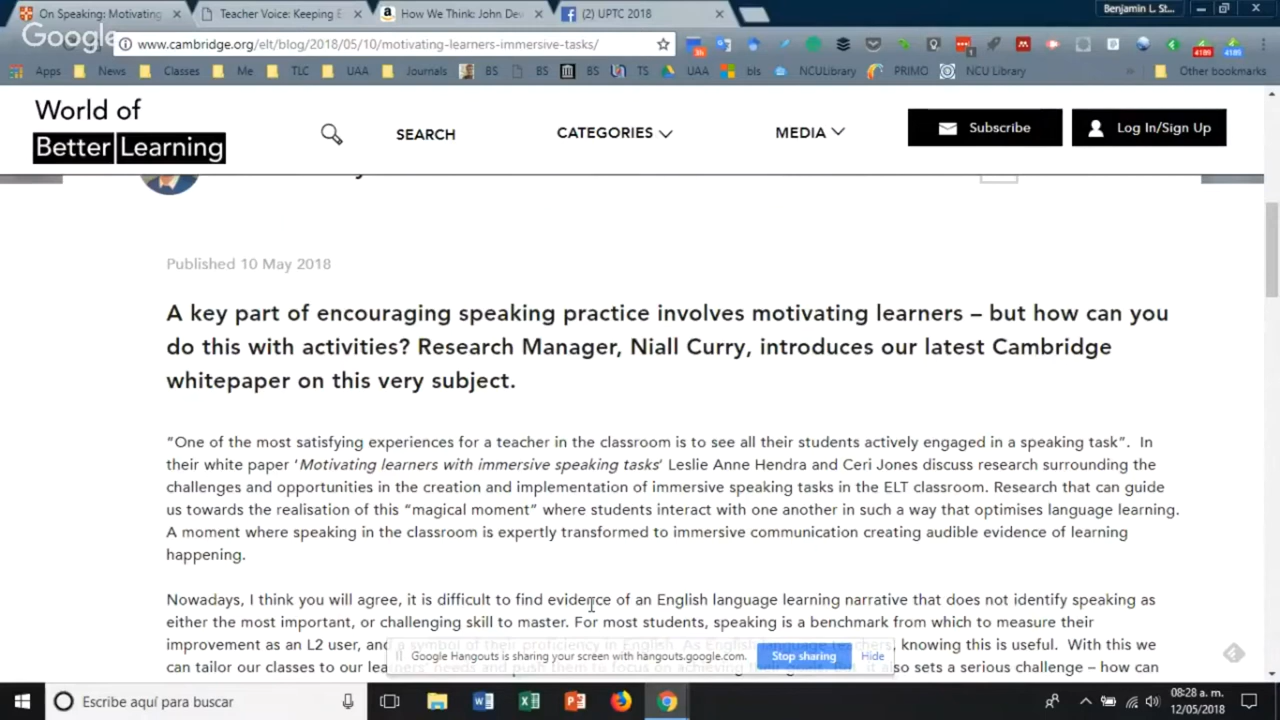 On Speaking: Motivating
Teacher Voice: Keeping E
How We Think: John Dev
(2) UPTC 2018
Benjamin L. St...
Google
www.cambridge.org/elt/blog/2018/05/10/motivating-learners-immersive-tasks/
Apps News Classes Me TLC UAA Journals BS BS BS TS UAA bls NCULibrary PRIMO NCU Library » Other bookmarks
World of
Better Learning
SEARCH
CATEGORIES
MEDIA
Subscribe
Log In/Sign Up
Published 10 May 2018
A key part of encouraging speaking practice involves motivating learners – but how can you
do this with activities? Research Manager, Niall Curry, introduces our latest Cambridge
whitepaper on this very subject.
“One of the most satisfying experiences for a teacher in the classroom is to see all their students actively engaged in a speaking task”. In
their white paper ‘Motivating learners with immersive speaking tasks’ Leslie Anne Hendra and Ceri Jones discuss research surrounding the
challenges and opportunities in the creation and implementation of immersive speaking tasks in the ELT classroom. Research that can guide
us towards the realisation of this “magical moment” where students interact with one another in such a way that optimises language learning.
A moment where speaking in the classroom is expertly transformed to immersive communication creating audible evidence of learning
happening.
Nowadays, I think you will agree, it is difficult to find evidence of an English language learning narrative that does not identify speaking as
either the most important, or challenging skill to master. For most students, speaking is a benchmark from which to measure their
improvement as an L2 user, and a symbol of their proficiency in English. As English language teachers, knowing this is useful. With this we
can tailor our classes to our lea also sets a serious challenge – how can
Google Hangouts is sharing your screen with hangouts.google.com.
Stop sharing
Hide
Escribe aquí para buscar
08:28 a. m.
12/05/2018